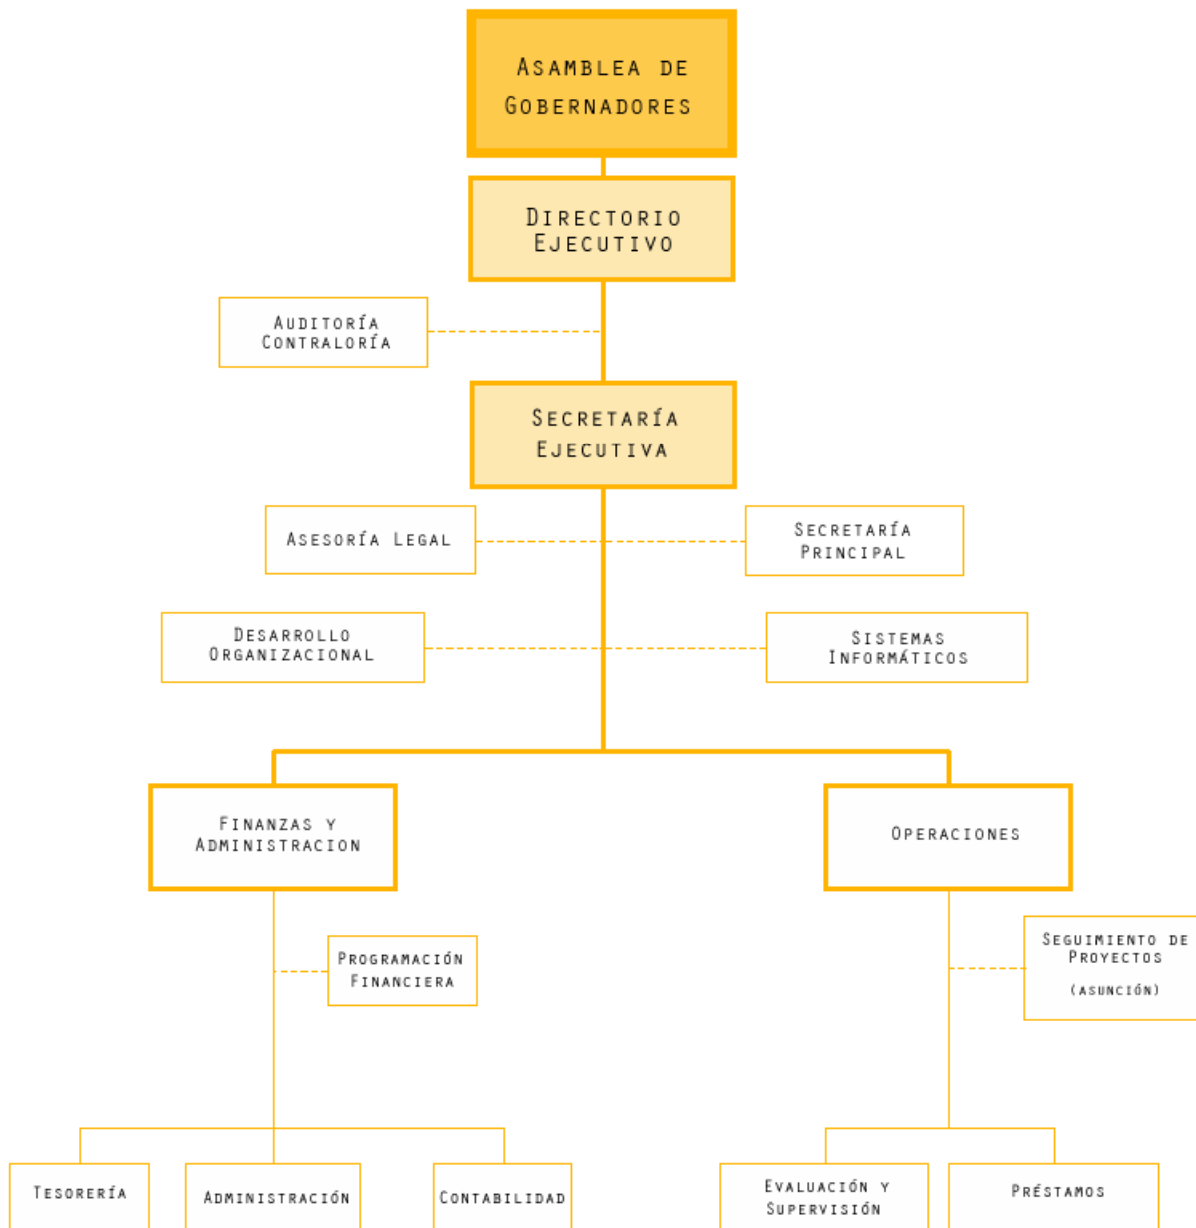 ASAMBLEA DE
GOBERNADORES
DIRECTORIO
EJECUTIVO
AUDITORÍA
CONTRALORÍA
SECRETARÍA
EJECUTIVA
ASESORÍA LEGAL
SECRETARÍA
PRINCIPAL
DESARROLLO
ORGANIZACIONAL
SISTEMAS
INFORMÁTICOS
FINANZAS Y
ADMINISTRACION
OPERACIONES
PROGRAMACIÓN
FINANCIERA
SEGUIMIENTO DE
PROYECTOS
(ASUNCIÓN)
TESORERÍA
ADMINISTRACIÓN
CONTABILIDAD
EVALUACIÓN Y
SUPERVISIÓN
PRÉSTAMOS